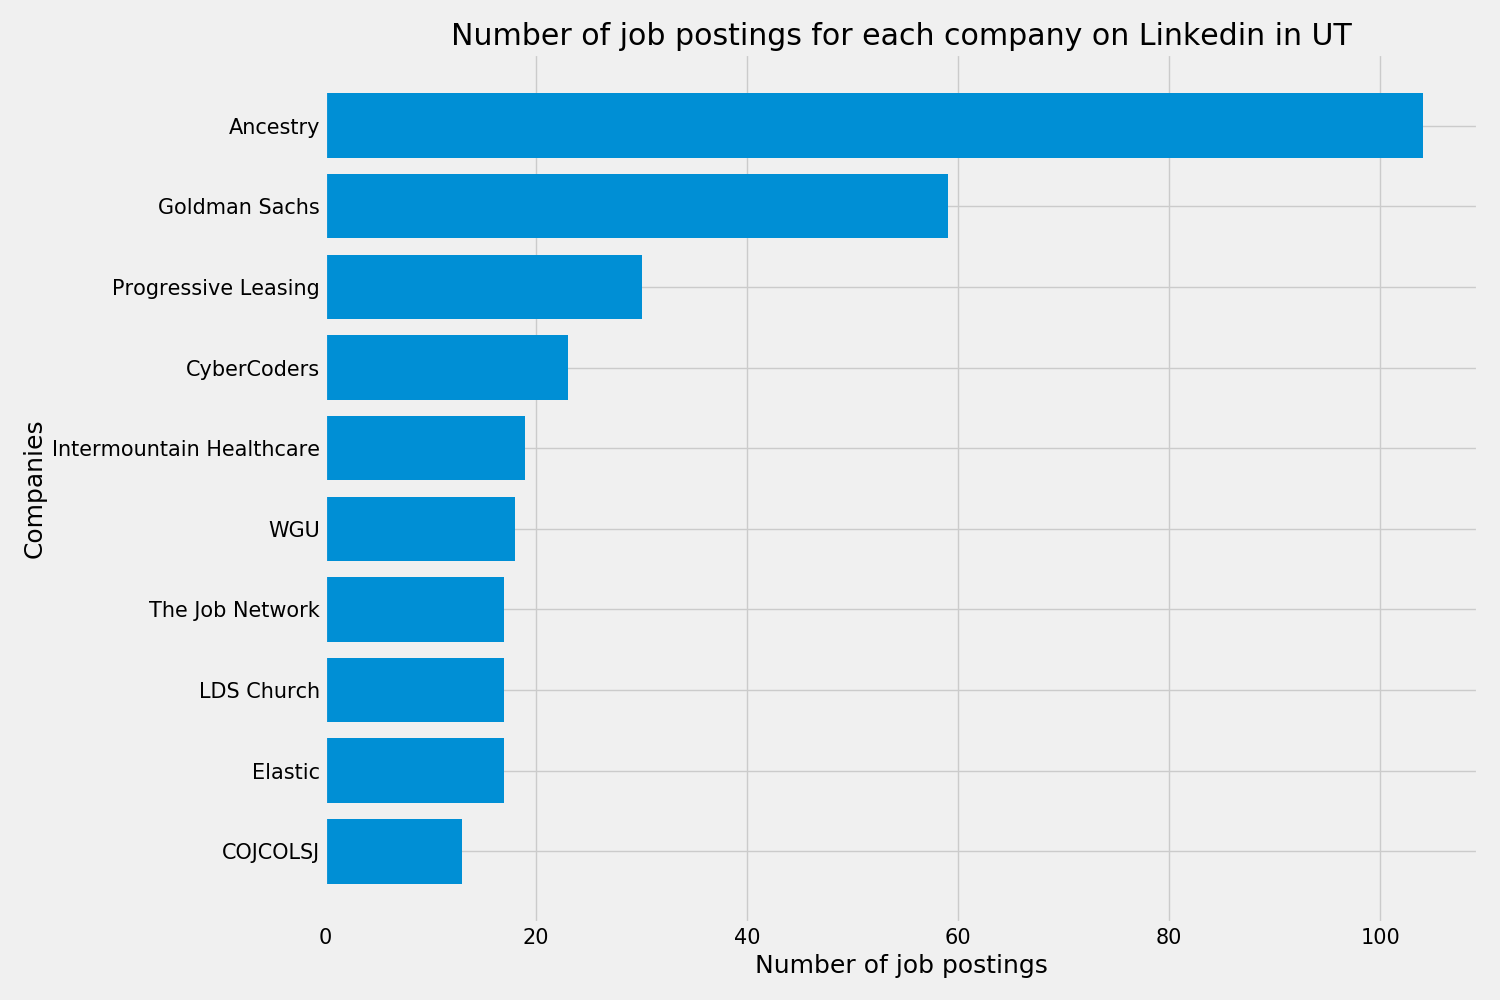 Number of job postings for each company on Linkedin in UT
Ancestry
Goldman Sachs
Progressive Leasing
CyberCoders
Intermountain Healthcare
WGU
The Job Network
LDS Church
Elastic
COJCOLSJ
Companies
0 20 40 60 80 100
Number of job postings